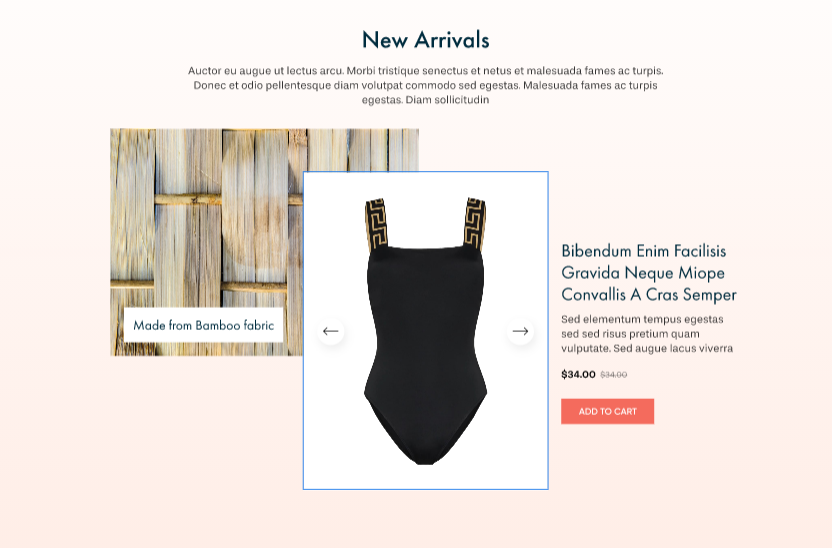 New Arrivals
Auctor eu augue ut lectus arcu. Morbi tristique senectus et netus et malesuada fames ac turpis.
Donec et odio pellentesque diam volutpat commodo sed egestas. Malesuada fames ac turpis
egestas. Diam sollicitudin
Made from Bamboo fabric
Bibendum Enim Facilisis
Gravida Neque Miope
Convallis A Cras Semper
Sed elementum tempus egestas
sed sed risus pretium quam
vulputate. Sed augue lacus viverra
$34.00 $34.00
ADD TO CART